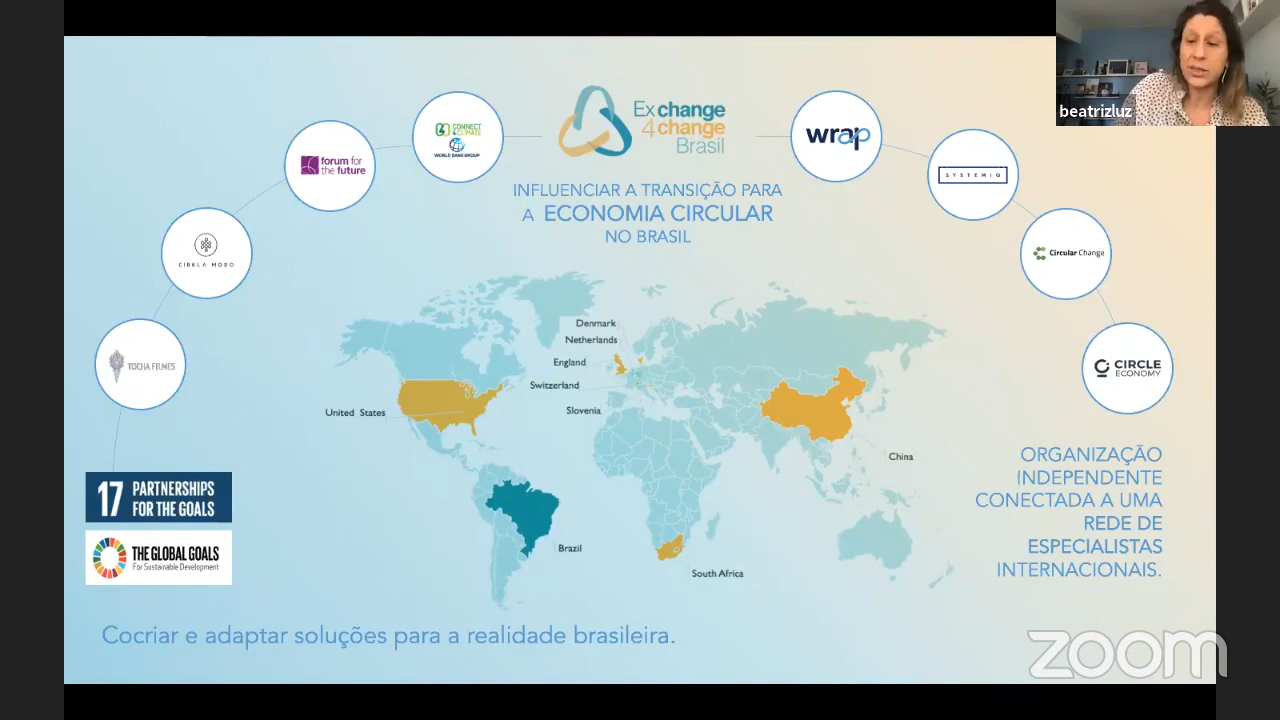 beatrizluz
Exchange
4change
Brasil
CONNECT
4CLIMATE
WORLD BANK GROUP
wrap
forum for
the future
SYSTEMIQ
INFLUENCIAR A TRANSIÇÃO PARA
A ECONOMIA CIRCULAR
NO BRASIL
CIRKLA MODO
Circular Change
TOCHA FILMES
CIRCLE
ECONOMY
Denmark
Netherlands
England
Switzerland
Slovenia
United States
China
Brazil
South Africa
17 PARTNERSHIPS
FOR THE GOALS
THE GLOBAL GOALS
For Sustainable Development
ORGANIZAÇÃO
INDEPENDENTE
CONECTADA A UMA
REDE DE
ESPECIALISTAS
INTERNACIONAIS.
Cocriar e adaptar soluções para a realidade brasileira.
zoom